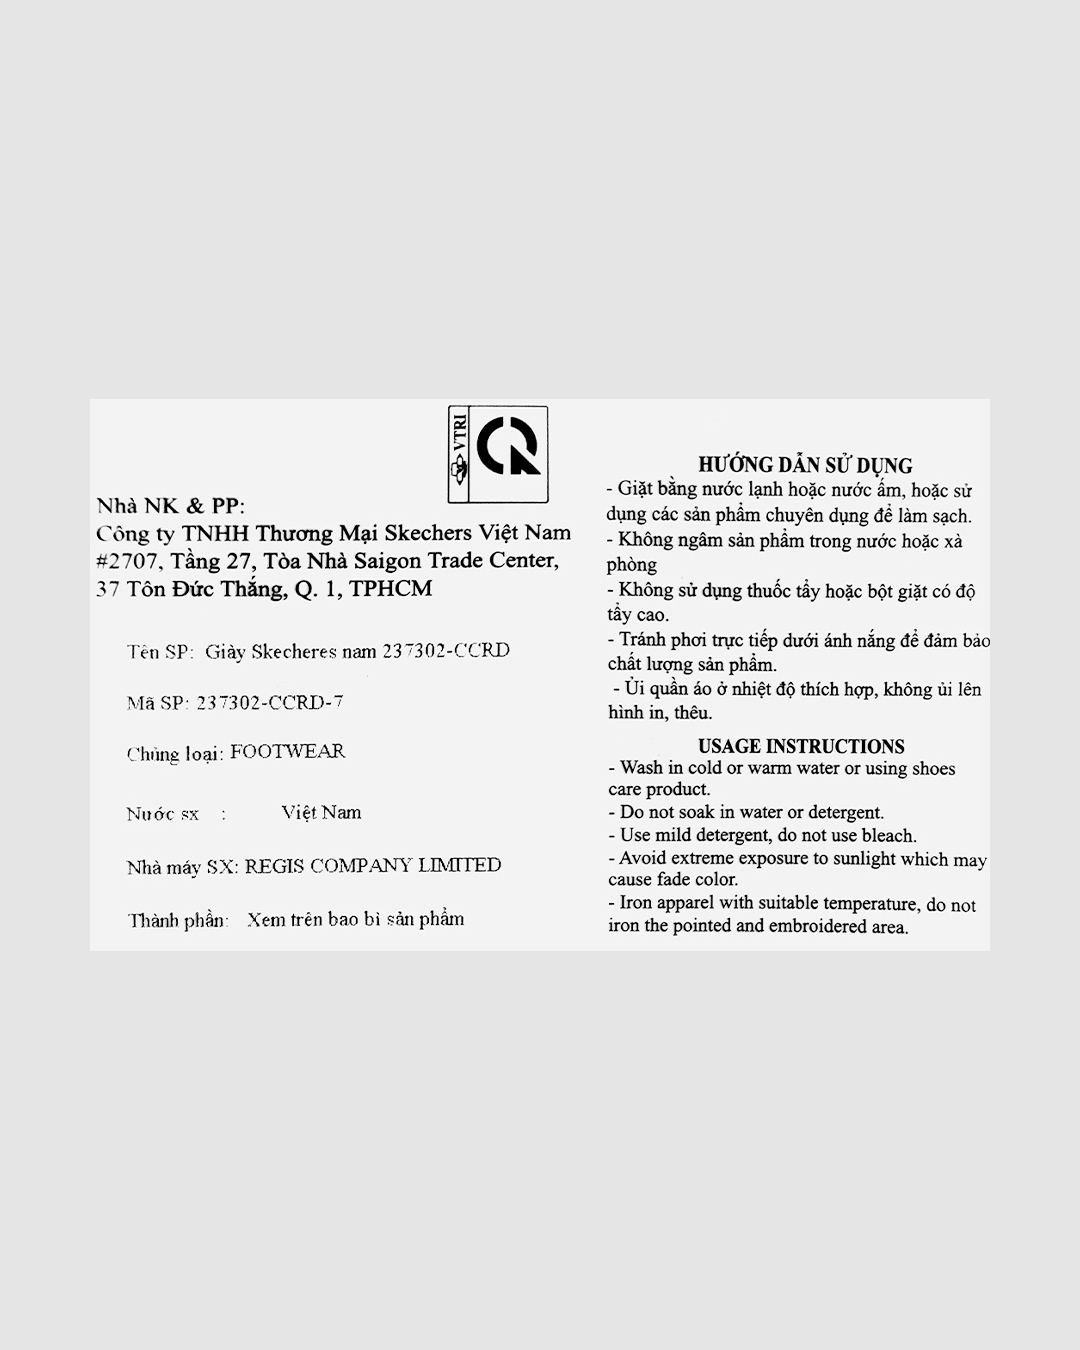 VTRI
CR
Nhà NK & PP:
Công ty TNHH Thương Mại Skechers Việt Nam
#2707, Tầng 27, Tòa Nhà Saigon Trade Center,
37 Tôn Đức Thắng, Q. 1, TPHCM
Tên SP: Giày Skecheres nam 237302-CCRD
Mã SP: 237302-CCRD-7
Chủng loại: FOOTWEAR
Nước sx : Việt Nam
Nhà máy SX: REGIS COMPANY LIMITED
Thành phần: Xem trên bao bì sản phẩm
HƯỚNG DẪN SỬ DỤNG
- Giặt bằng nước lạnh hoặc nước ấm, hoặc sử
dụng các sản phẩm chuyên dụng để làm sạch.
- Không ngâm sản phẩm trong nước hoặc xà
phòng
- Không sử dụng thuốc tẩy hoặc bột giặt có độ
tẩy cao.
- Tránh phơi trực tiếp dưới ánh nắng để đảm bảo
chất lượng sản phẩm.
- Ủi quần áo ở nhiệt độ thích hợp, không ủi lên
hình in, thêu.
USAGE INSTRUCTIONS
- Wash in cold or warm water or using shoes
care product.
- Do not soak in water or detergent.
- Use mild detergent, do not use bleach.
- Avoid extreme exposure to sunlight which may
cause fade color.
- Iron apparel with suitable temperature, do not
iron the pointed and embroidered area.